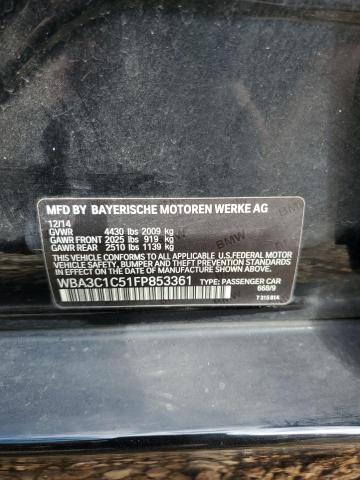 MFD BY BAYERISCHE MOTOREN WERKE AG
12/14
GVWR 4430 lbs 2009 kg
GAWR FRONT 2025 lbs 919 kg
GAWR REAR 2510 lbs 1139 kg
THIS VEHICLE CONFORMS TO ALL APPLICABLE U.S.FEDERAL MOTOR
VEHICLE SAFETY, BUMPER, AND THEFT PREVENTION STANDARDS
IN EFFECT ON THE DATE OF MANUFACTURE SHOWN ABOVE.
WBA3C1C51FP853361 TYPE: PASSENGER CAR
668/9
7 315 614
BMW
BMW